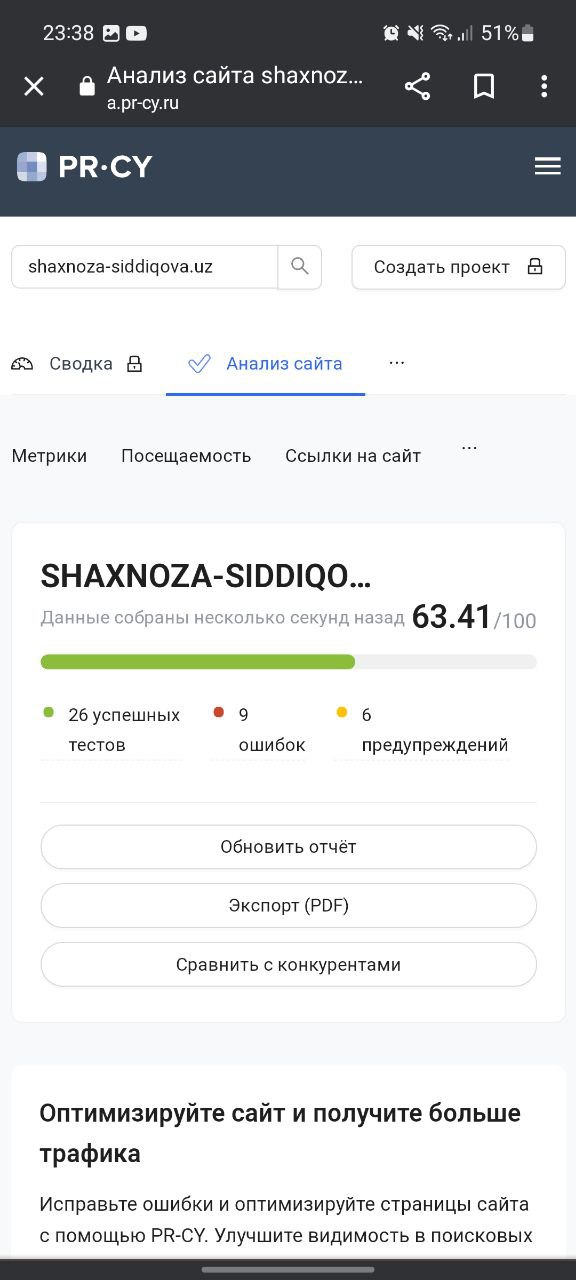 23:38 51%
Анализ сайта shaxnoz...
a.pr-cy.ru
PR·CY
shaxnoza-siddiqova.uz
Создать проект
Сводка
Анализ сайта
...
Метрики
Посещаемость
Ссылки на сайт
...
SHAXNOZA-SIDDIQO...
Данные собраны несколько секунд назад 63.41/100
26 успешных
тестов
9
ошибок
6
предупреждений
Обновить отчёт
Экспорт (PDF)
Сравнить с конкурентами
Оптимизируйте сайт и получите больше
трафика
Исправьте ошибки и оптимизируйте страницы сайта
с помощью PR-CY. Улучшите видимость в поисковых